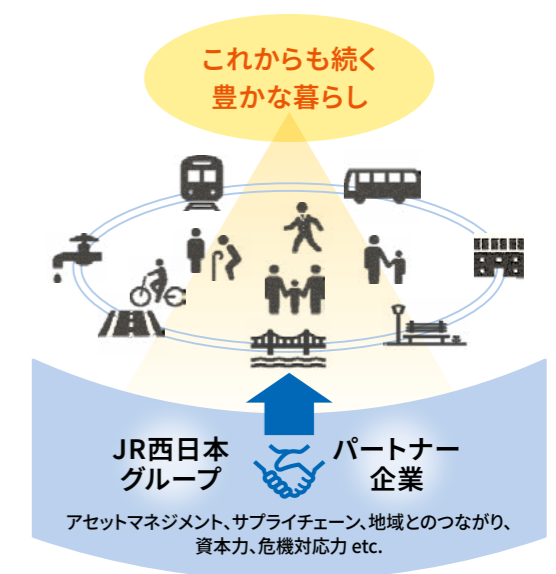 これからも続く
豊かな暮らし
JR西日本
グループ
パートナー
企業
アセットマネジメント、サプライチェーン、地域とのつながり、
資本力、危機対応力 etc.